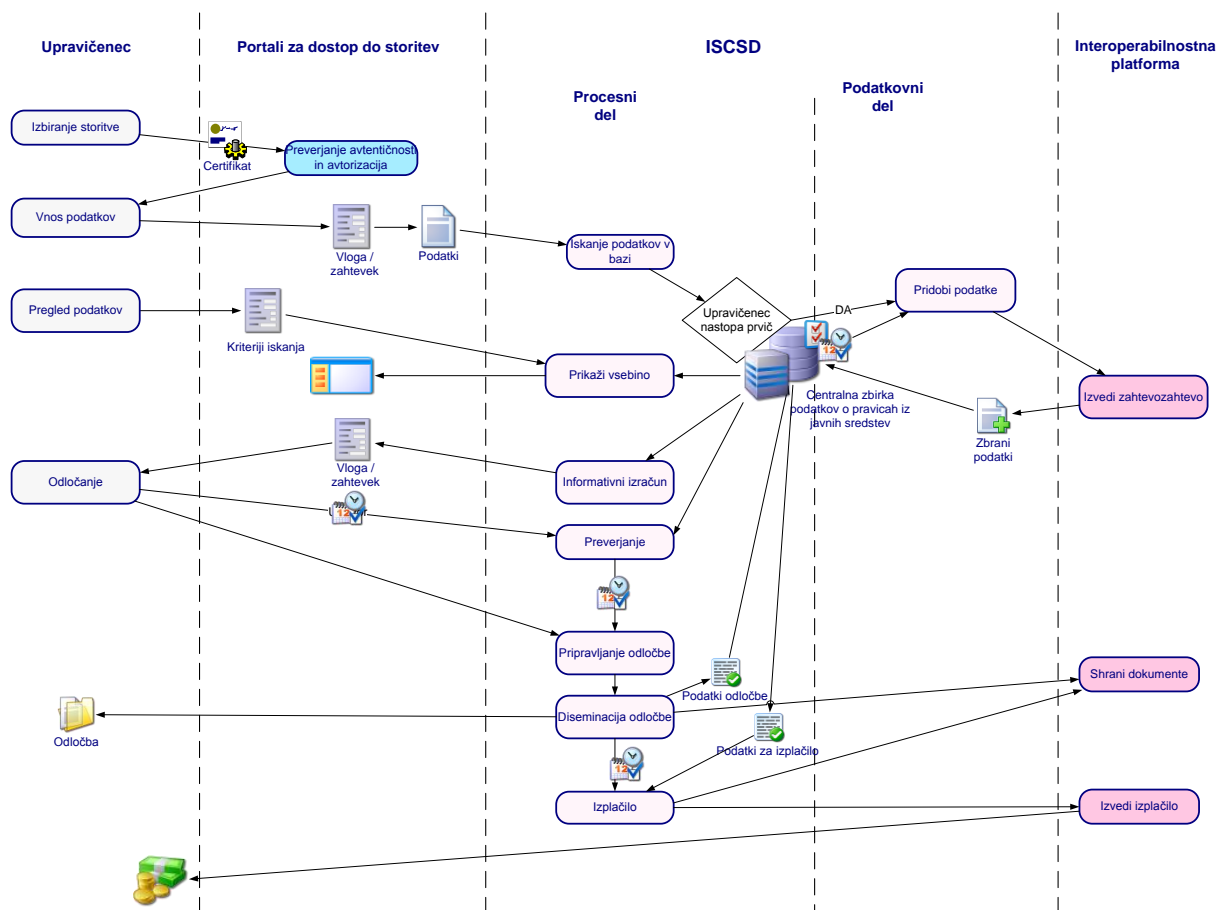 Upravičenec
Portali za dostop do storitev
ISCSD
Interoperabilnostna
platforma
Procesni
del
Podatkovni
del
Izbiranje storitve
Certifikat
Preverjanje avtentičnosti
in avtorizacija
Vnos podatkov
Vloga /
zahtevek
Podatki
Iskanje podatkov v
bazi
Pregled podatkov
Kriteriji iskanja
Upravičenec
nastopa prvič
DA
Pridobi podatke
Prikaži vsebino
Centralna zbirka
podatkov o pravicah iz
javnih sredstev
Izvedi zahtevozahtevo
Zbrani
podatki
Odločanje
Vloga /
zahtevek
Informativni izračun
Preverjanje
Pripravljanje odločbe
Podatki odločbe
Shrani dokumente
Odločba
Diseminacija odločbe
Podatki za izplačilo
Izplačilo
Izvedi izplačilo